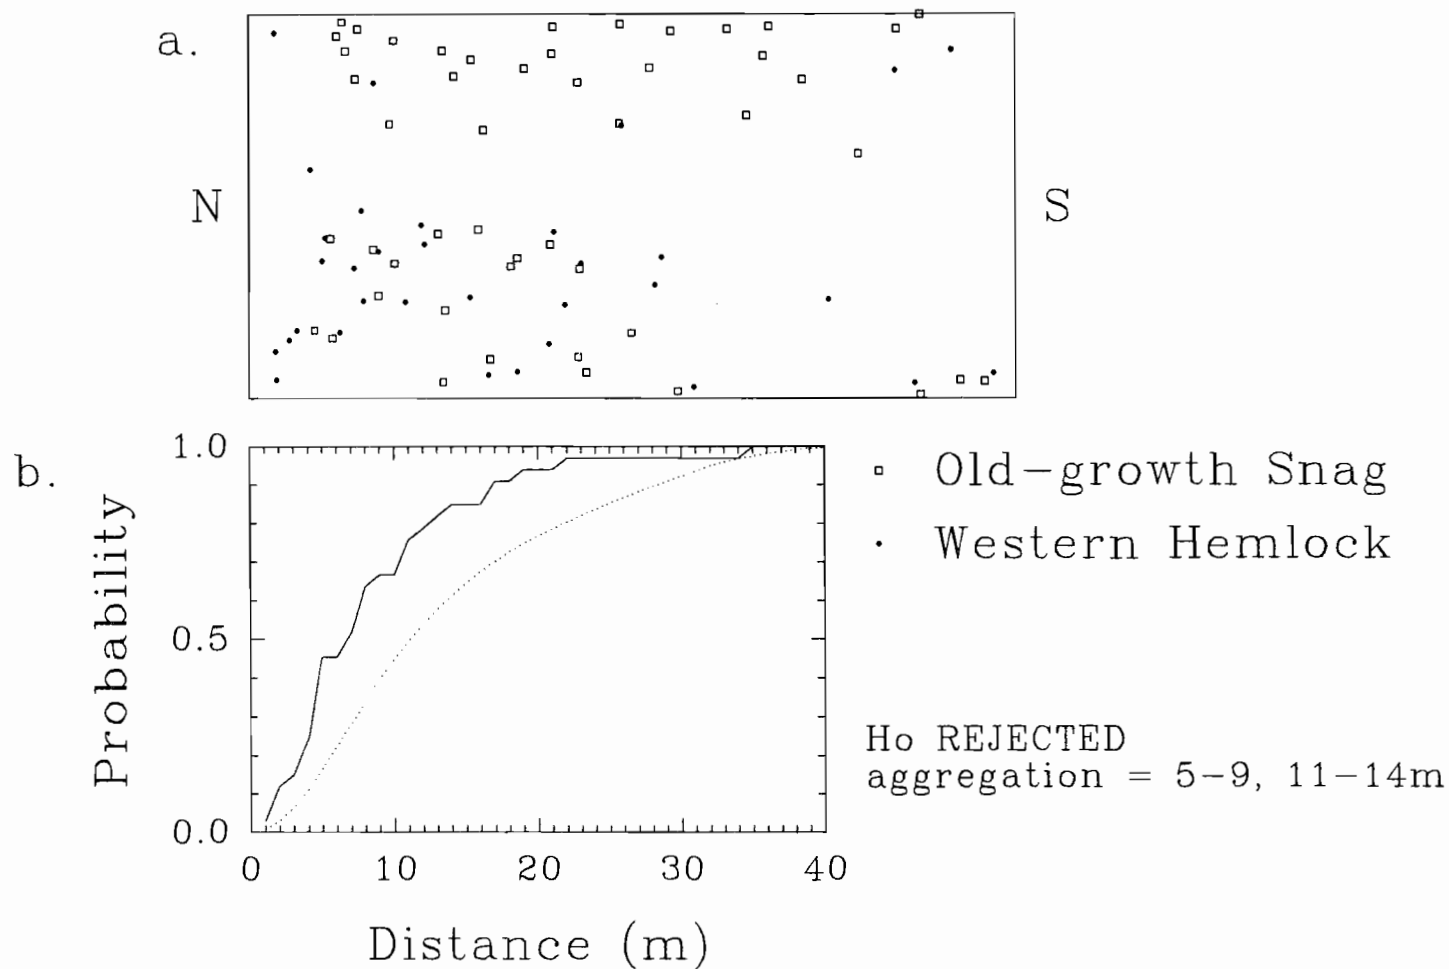 a.
N
S
b.
1.0
0.5
0.0
Probability
0 10 20 30 40
Distance (m)
Old-growth Snag
Western Hemlock
Ho REJECTED
aggregation = 5-9, 11-14m